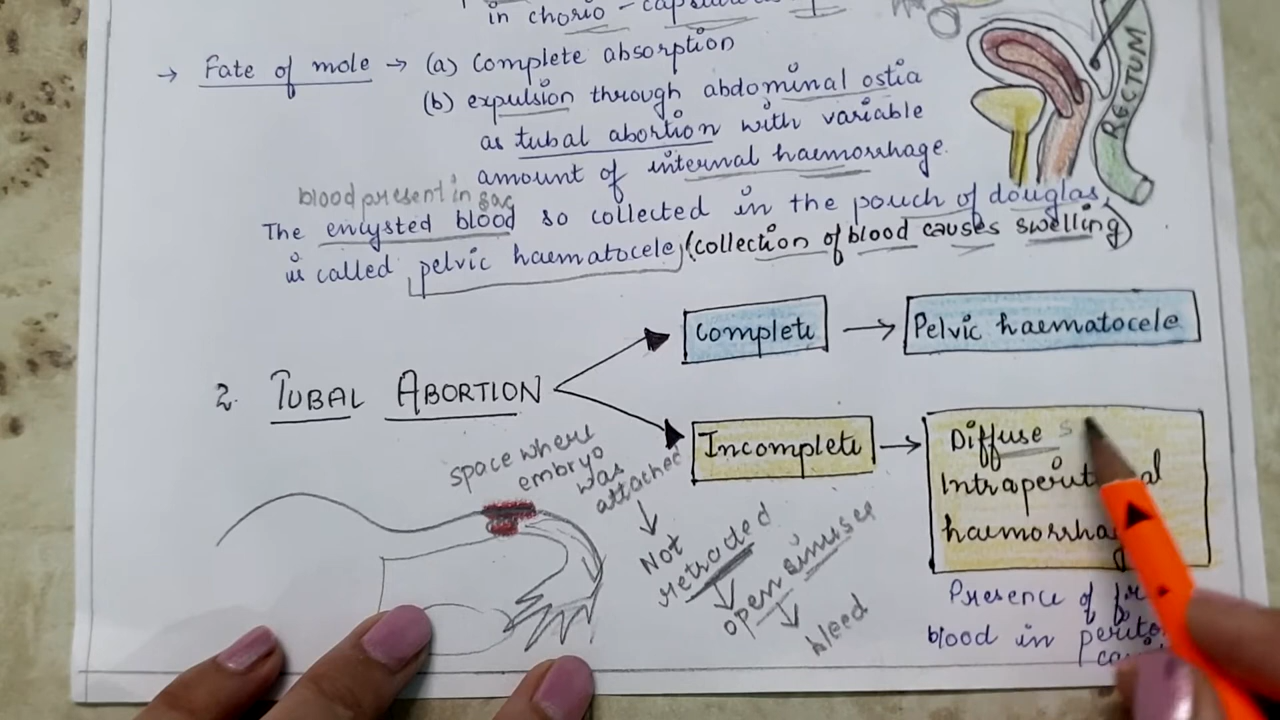 in chorio - capsularis
→ Fate of mole → (a) Complete absorption
(b) expulsion through abdominal ostia
as tubal abortion with variable
amount of internal haemorrhage.
blood present in sac
The encysted blood so collected in the pouch of douglas,
is called pelvic haematocele (collection of blood causes swelling)
RECTUM
Complete → Pelvic haematocele
2. TUBAL ABORTION
Incomplete → Diffuse s
haemorrha
space where
embryo
was
attached
Not
retracted
open sinuses
bleed
Presence of
blood in